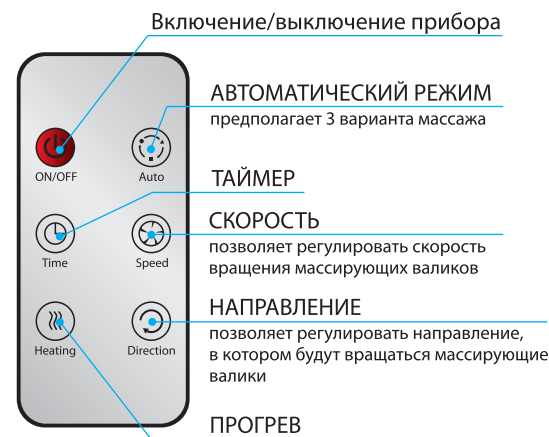 Включение/выключение прибора
АВТОМАТИЧЕСКИЙ РЕЖИМ
предполагает 3 варианта массажа
ON/OFF
Auto
ТАЙМЕР
СКОРОСТЬ
позволяет регулировать скорость
вращения массирующих валиков
Time
Speed
НАПРАВЛЕНИЕ
позволяет регулировать направление,
в котором будут вращаться массирующие
валики
Heating
Direction
ПРОГРЕВ